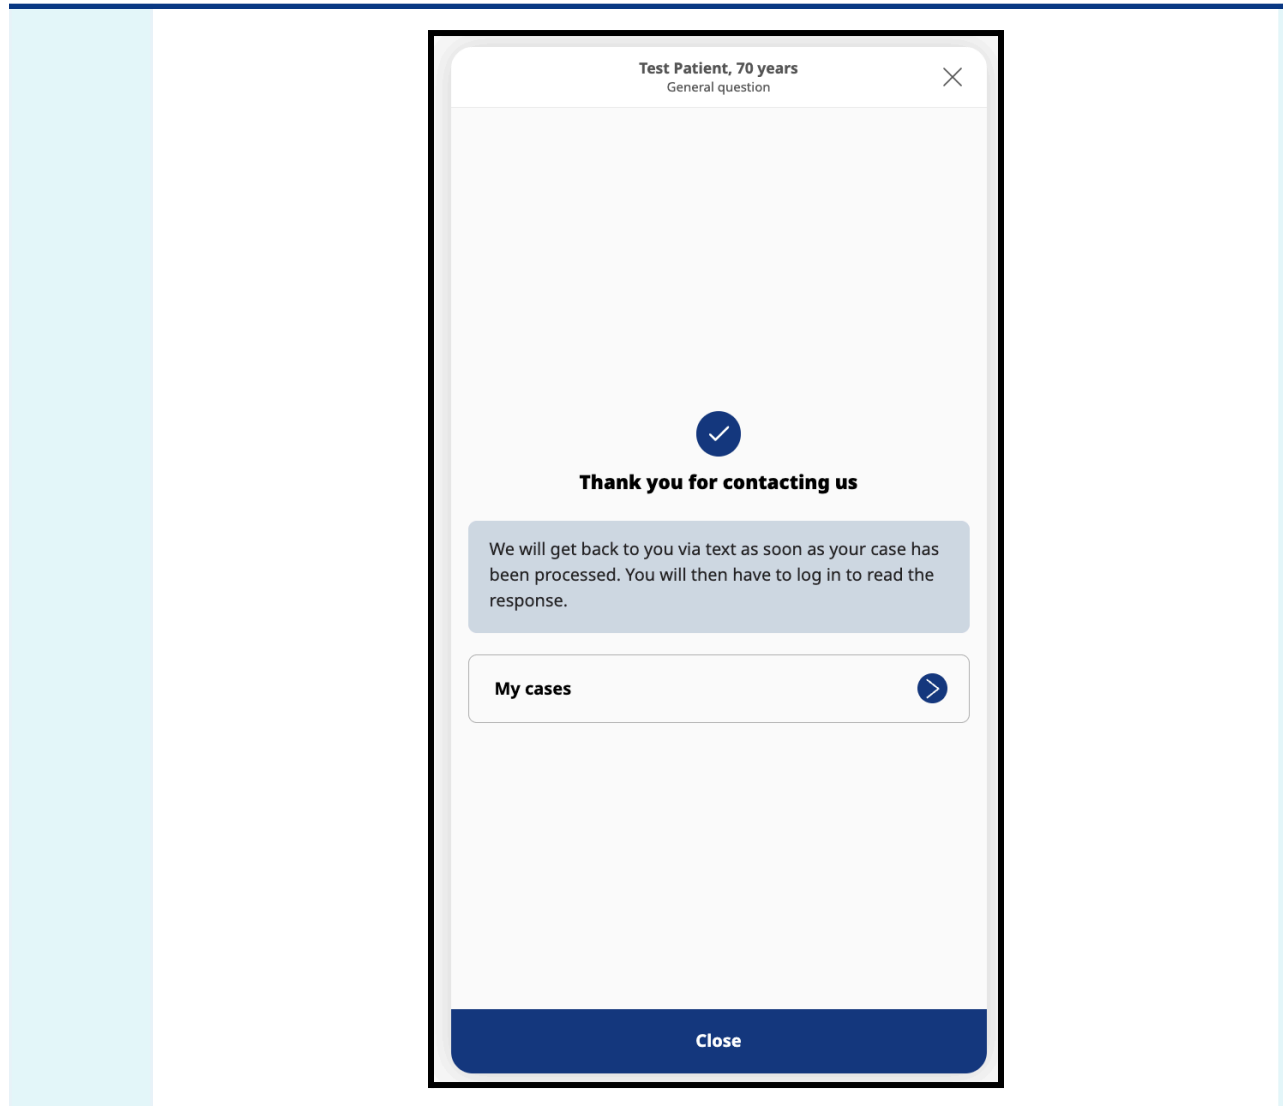 Test Patient, 70 years
General question
Thank you for contacting us
We will get back to you via text as soon as your case has
been processed. You will then have to log in to read the
response.
My cases
Close